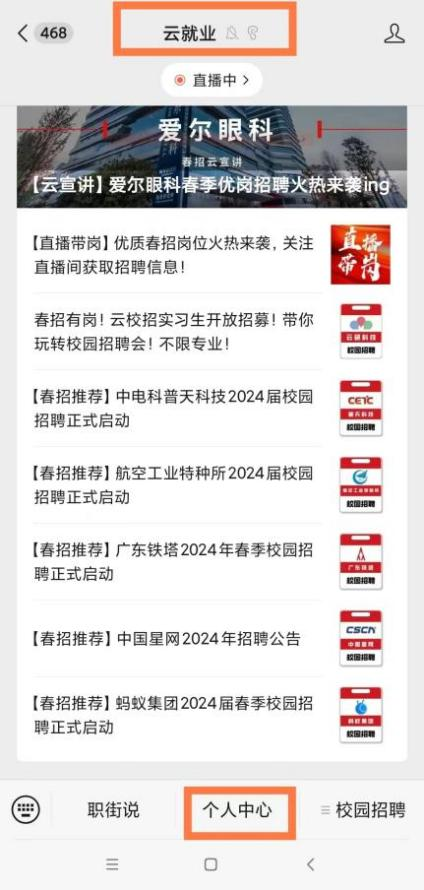 468
云就业
直播中
爱尔眼科
春招云宣讲
【云宣讲】爱尔眼科春季优岗招聘火热来袭ing
【直播带岗】优质春招岗位火热来袭，关注
直播间获取招聘信息！
直播
带岗
春招有岗！云校招实习生开放招募！带你
玩转校园招聘会！不限专业！
云研科技
校园招聘
【春招推荐】中电科普天科技2024届校园
招聘正式启动
CETC
普天科技
校园招聘
【春招推荐】航空工业特种所2024届校园
招聘正式启动
校园招聘
【春招推荐】广东铁塔2024年春季校园招
聘正式启动
广东铁塔
校园招聘
【春招推荐】中国星网2024年招聘公告
CSCN
中国星网
校园招聘
【春招推荐】蚂蚁集团2024届春季校园招
聘正式启动
蚂蚁集团
校园招聘
职街说
个人中心
校园招聘